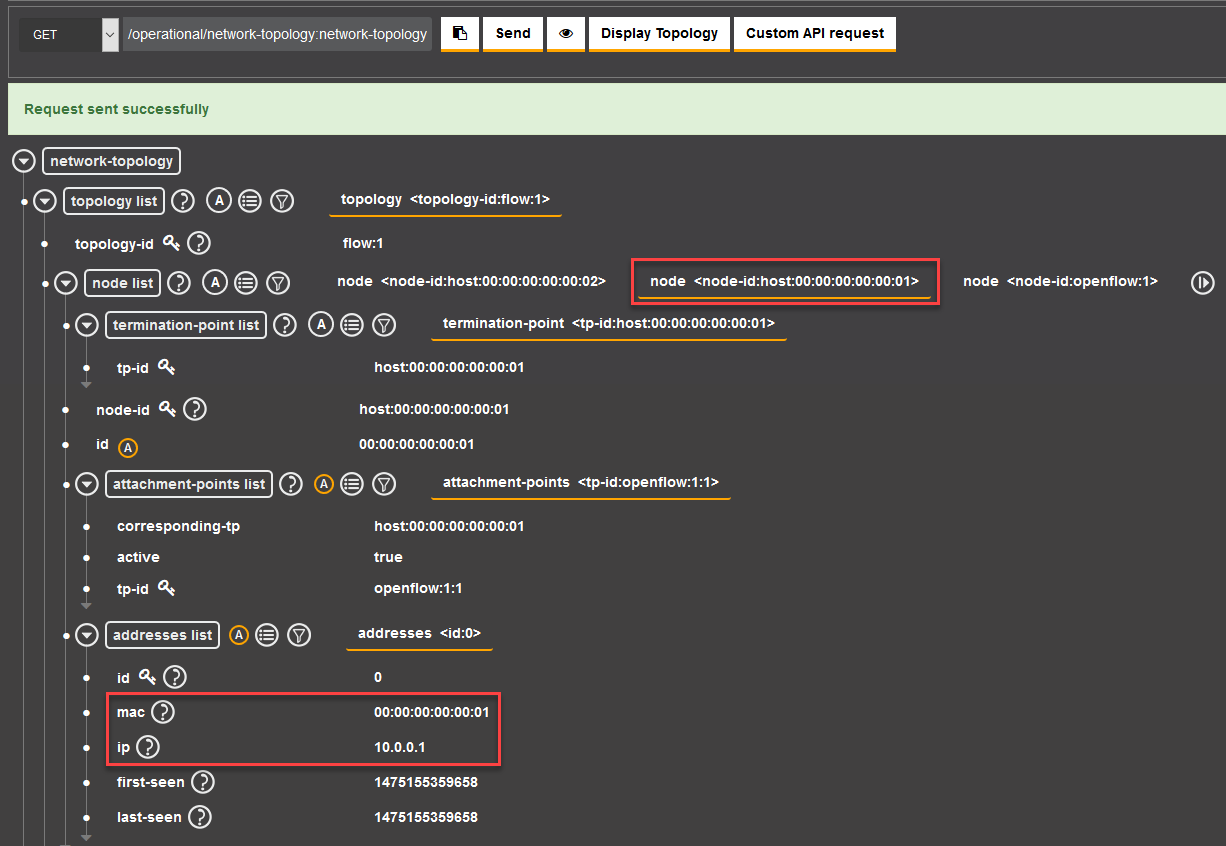 GET /operational/network-topology:network-topology Send Display Topology Custom API request
Request sent successfully
network-topology
topology list ? A topology <topology-id:flow:1>
topology-id ? flow:1
node list ? A node <node-id:host:00:00:00:00:00:02> node <node-id:host:00:00:00:00:00:01> node <node-id:openflow:1>
termination-point list ? A termination-point <tp-id:host:00:00:00:00:00:01>
tp-id host:00:00:00:00:00:01
node-id ? host:00:00:00:00:00:01
id A 00:00:00:00:00:01
attachment-points list ? A attachment-points <tp-id:openflow:1:1>
corresponding-tp host:00:00:00:00:00:01
active true
tp-id openflow:1:1
addresses list A addresses <id:0>
id ? 0
mac ? 00:00:00:00:00:01
ip ? 10.0.0.1
first-seen ? 1475155359658
last-seen ? 1475155359658